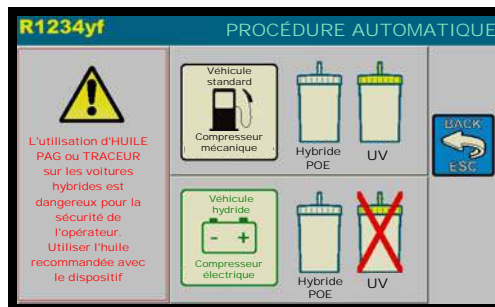 R1234yf
PROCÉDURE AUTOMATIQUE
L'utilisation d'HUILE
PAG ou TRACEUR
sur les voitures
hybrides est
dangereux pour la
sécurité de
l'opérateur.
Utiliser l'huile
recommandée avec
le dispositif
Véhicule
standard
Compresseur
mécanique
Hybride
POE
UV
Véhicule
hydride
- +
Compresseur
électrique
Hybride
POE
UV
BACK
ESC